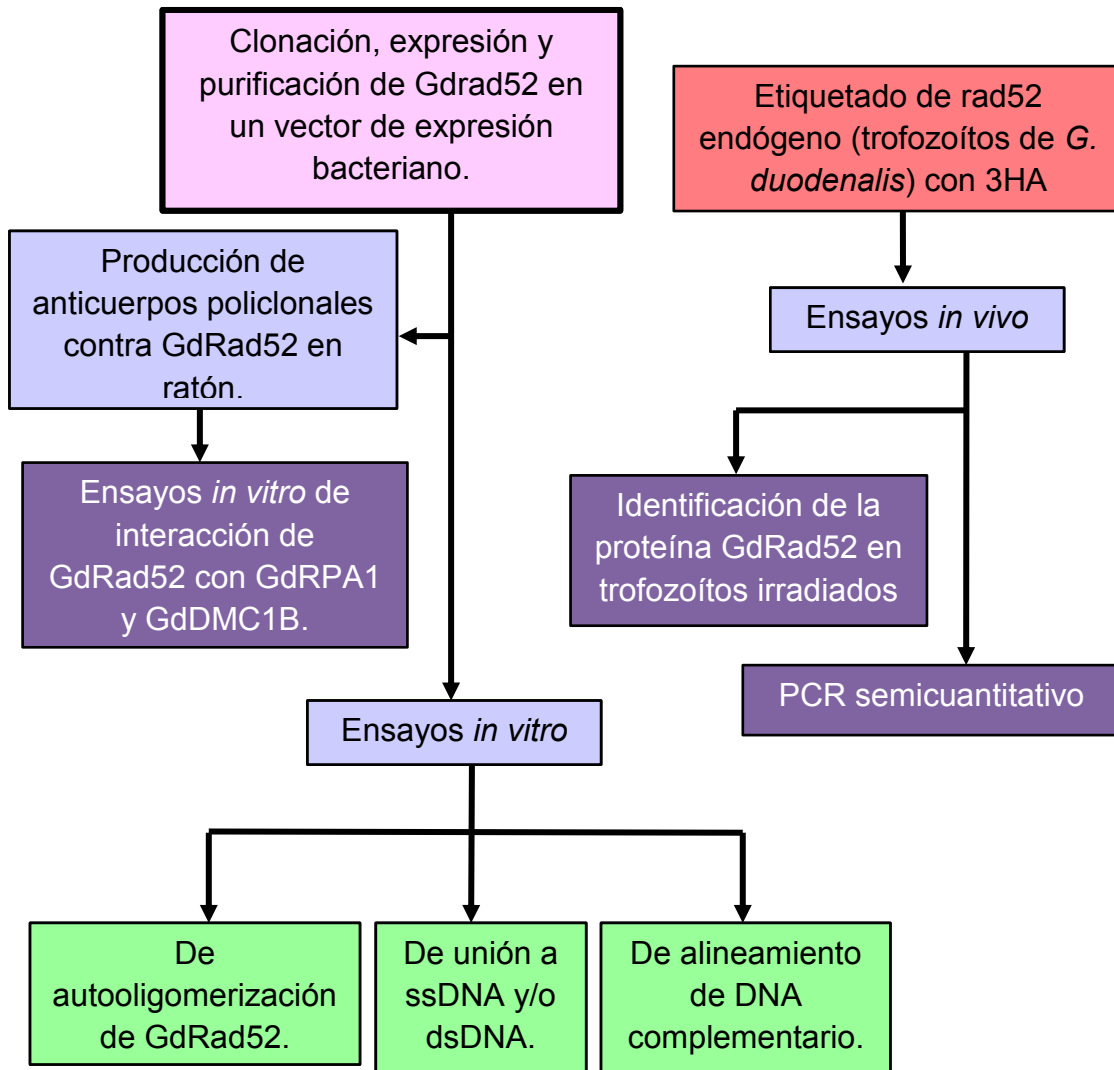 Clonación, expresión y
purificación de Gdrad52 en
un vector de expresión
bacteriano.
Etiquetado de rad52
endógeno (trofozoítos de G.
duodenalis) con 3HA
Producción de
anticuerpos policlonales
contra GdRad52 en
ratón.
Ensayos in vivo
Ensayos in vitro de
interacción de
GdRad52 con GdRPA1
y GdDMC1B.
Identificación de la
proteína GdRad52 en
trofozoítos irradiados
PCR semicuantitativo
Ensayos in vitro
De
autooligomerización
de GdRad52.
De unión a
ssDNA y/o
dsDNA.
De alineamiento
de DNA
complementario.